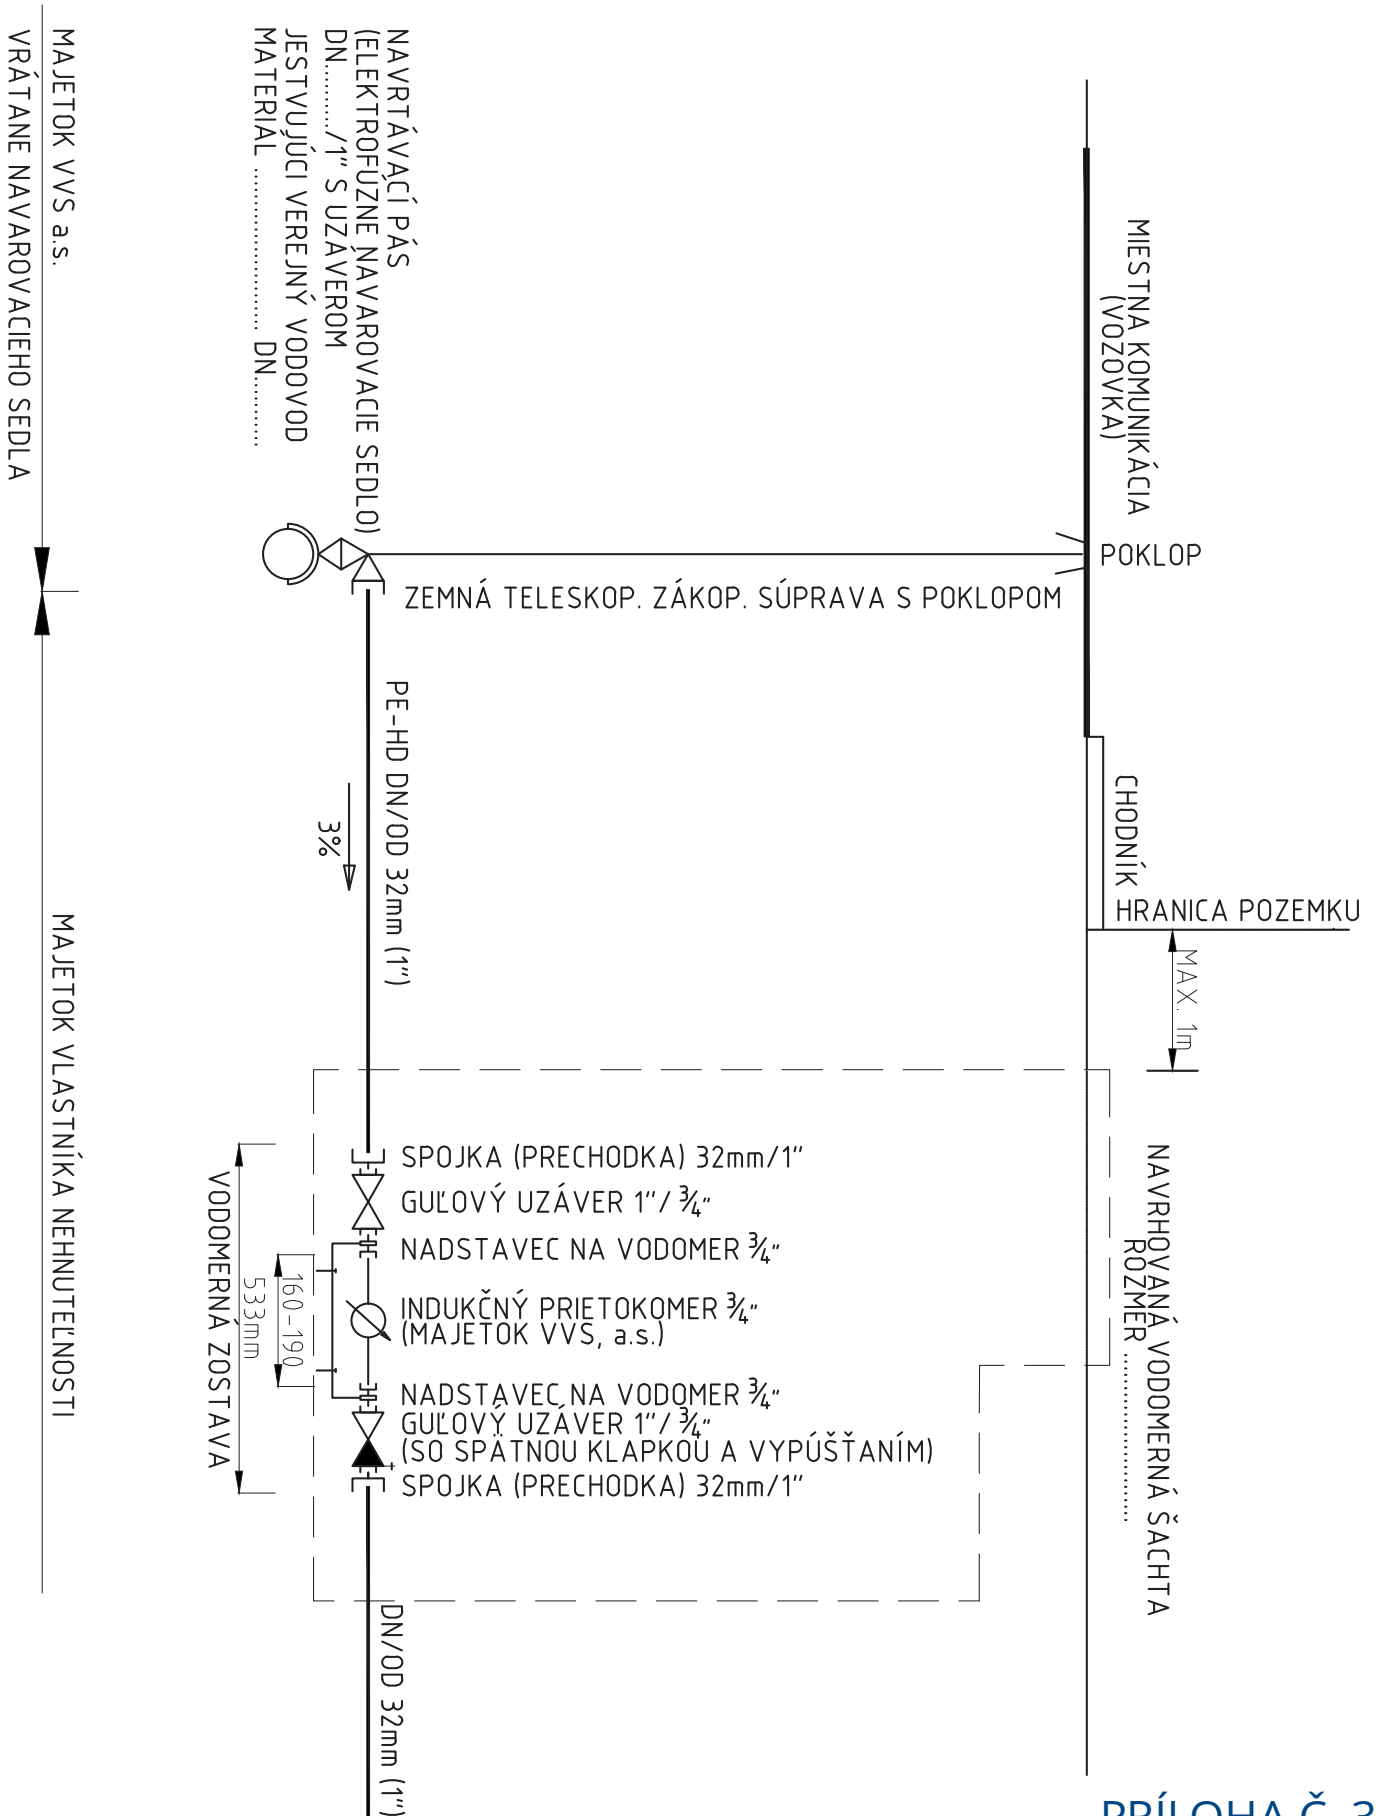 MIESTNA KOMUNIKÁCIA
(VOZOVKA)
POKLOP
CHODNÍK
HRANICA POZEMKU
MAX. 1m
NAVRHOVANÁ VODOMERNÁ ŠACHTA
ROZMER ........................
NAVRTÁVACÍ PÁS
(ELEKTROFÚZNE NAVAROVACIE SEDLO)
DN........./1" S UZÁVEROM
JESTVUJÚCI VEREJNÝ VODOVOD
MATERIÁL ........................ DN..........
ZEMNÁ TELESKOP. ZÁKOP. SÚPRAVA S POKLOPOM
PE-HD DN/OD 32mm (1")
3%
SPOJKA (PRECHODKA) 32mm/1"
GUĽOVÝ UZÁVER 1"/ ¾"
NADSTAVEC NA VODOMER ¾"
INDUKČNÝ PRIETOKOMER ¾"
(MAJETOK VVS, a.s.)
NADSTAVEC NA VODOMER ¾"
GUĽOVÝ UZÁVER 1"/ ¾"
(SO SPÄTNOU KLAPKOU A VYPÚŠŤANÍM)
SPOJKA (PRECHODKA) 32mm/1"
DN/OD 32mm (1")
160-190
533mm
VODOMERNÁ ZOSTAVA
MAJETOK VVS a.s.
VRÁTANE NAVAROVACIEHO SEDLA
MAJETOK VLASTNÍKA NEHNUTEĽNOSTI
PRÍLOHA Č. 3